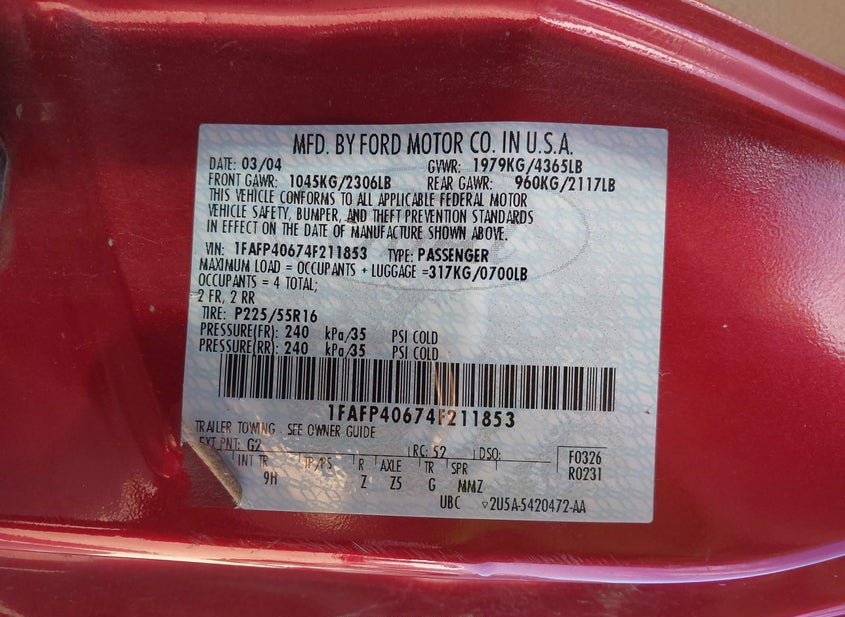 MFD. BY FORD MOTOR CO. IN U.S.A.
DATE: 03/04 GVWR: 1979KG/4365LB
FRONT GAWR: 1045KG/2306LB REAR GAWR: 960KG/2117LB
THIS VEHICLE CONFORMS TO ALL APPLICABLE FEDERAL MOTOR
VEHICLE SAFETY, BUMPER, AND THEFT PREVENTION STANDARDS
IN EFFECT ON THE DATE OF MANUFACTURE SHOWN ABOVE.
VIN: 1FAFP40674F211853 TYPE: PASSENGER
MAXIMUM LOAD = OCCUPANTS + LUGGAGE =317KG/0700LB
OCCUPANTS = 4 TOTAL;
2 FR, 2 RR
TIRE: P225/55R16
PRESSURE(FR): 240 kPa/35 PSI COLD
PRESSURE(RR): 240 kPa/35 PSI COLD
1FAFP40674F211853
TRAILER TOWING - SEE OWNER GUIDE
EXT PNT: G2 RC: 52 DSO: F0326
INT TR TP/PS R AXLE TR SPR R0231
9H Z Z5 G MMZ
UBC ▽2U5A-5420472-AA